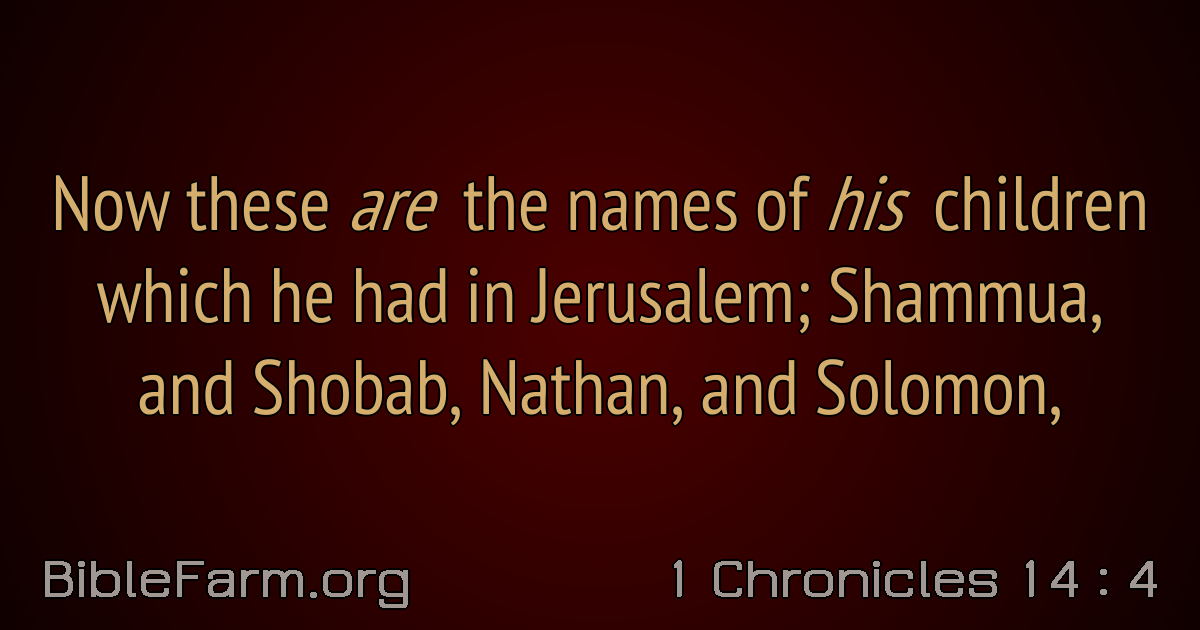 Now these are the names of his children
which he had in Jerusalem; Shammua,
and Shobab, Nathan, and Solomon,
BibleFarm.org
1 Chronicles 14 : 4